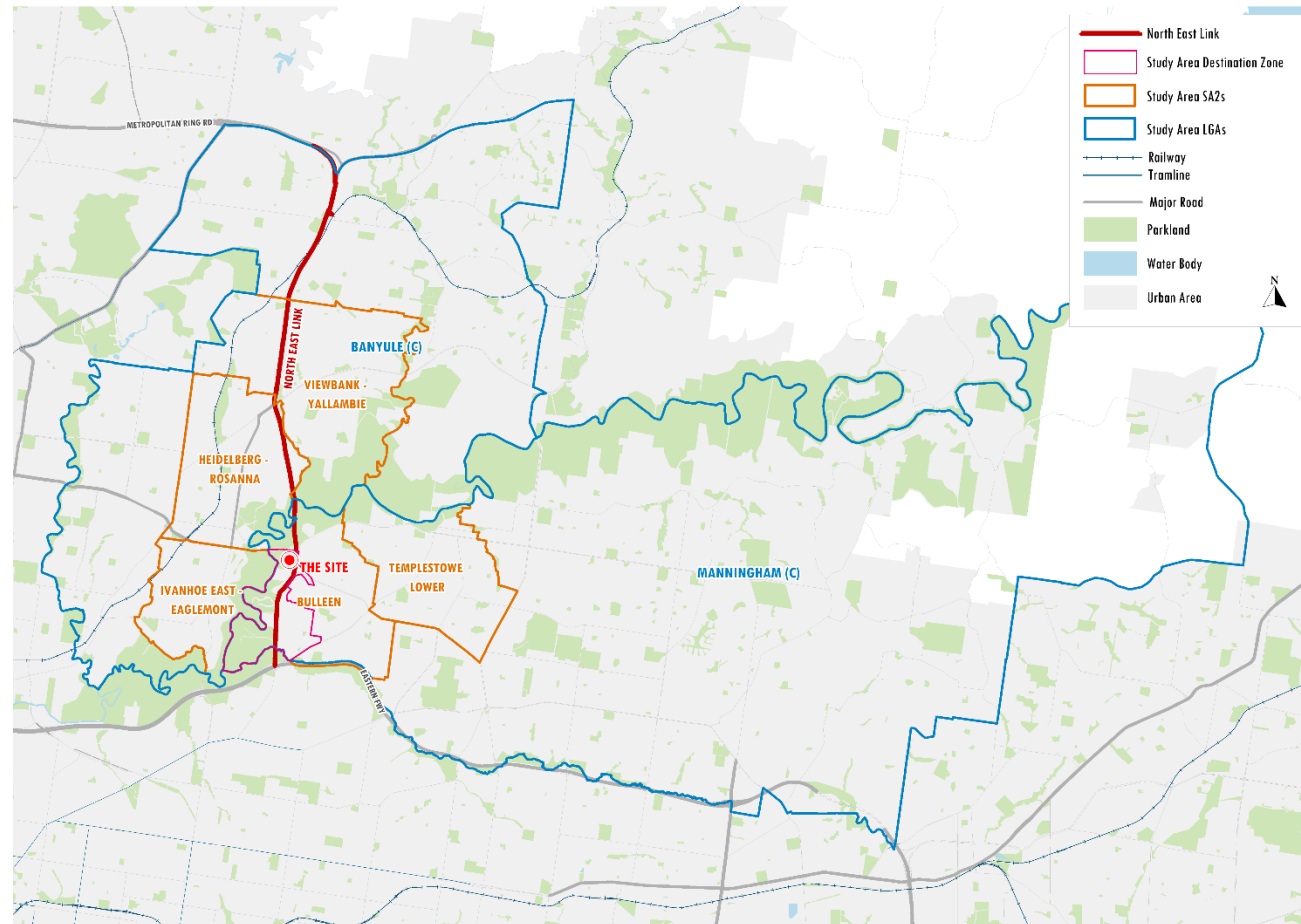 North East Link
Study Area Destination Zone
Study Area SA2s
Study Area LGAs
Railway
Tramline
Major Road
Parkland
Water Body
Urban Area
N
METROPOLITAN RING RD
NORTH EAST LINK
BANYULE (C)
VIEWBANK -
YALLAMBIE
HEIDELBERG -
ROSANNA
THE SITE
IVANHOE EAST -
EAGLEMONT
BULLEEN
TEMPLESTOWE
LOWER
MANNINGHAM (C)
EASTERN FWY